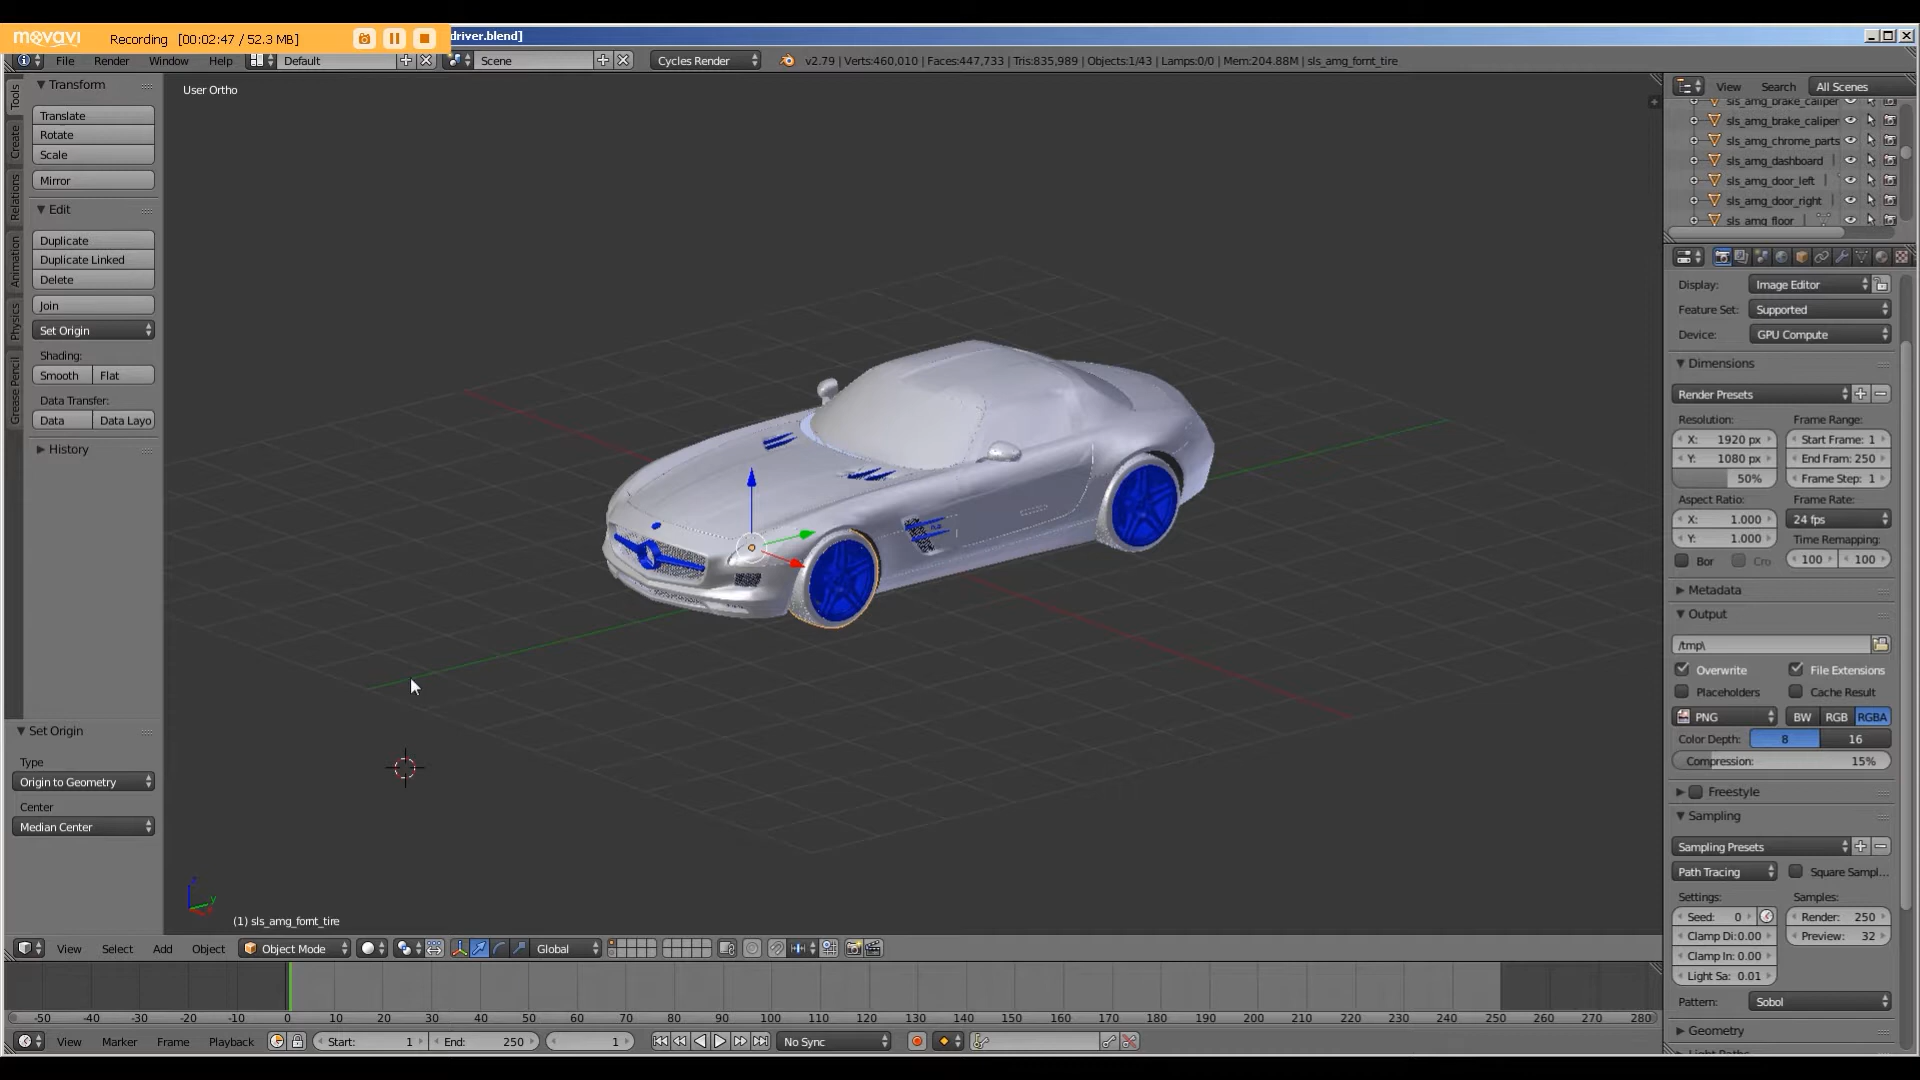 movavi Recording [00:02:47 / 52.3 MB] driver.blend]
File Render Window Help Default Scene Cycles Render v2.79 | Verts:460,010 | Faces:447,733 | Tris:835,989 | Objects:1/43 | Lamps:0/0 | Mem:204.88M | sls_amg_fornt_tire
Tools
Create
Relations
Animation
Physics
Grease Pencil
Transform
Translate
Rotate
Scale
Mirror
Edit
Duplicate
Duplicate Linked
Delete
Join
Set Origin
Shading:
Smooth Flat
Data Transfer:
Data Data Layo
History
Set Origin
Type
Origin to Geometry
Center
Median Center
User Ortho
(1) sls_amg_fornt_tire
View Select Add Object Object Mode Global
-50 -40 -30 -20 -10 0 10 20 30 40 50 60 70 80 90 100 110 120 130 140 150 160 170 180 190 200 210 220 230 240 250 260 270 280
View Marker Frame Playback Start: 1 End: 250 1 No Sync
View Search All Scenes
sls_amg_brake_caliper
sls_amg_brake_caliper
sls_amg_chrome_parts
sls_amg_dashboard
sls_amg_door_left
sls_amg_door_right
sls_amg_floor
Display: Image Editor
Feature Set: Supported
Device: GPU Compute
Dimensions
Render Presets
Resolution: Frame Range:
X: 1920 px Start Frame: 1
Y: 1080 px End Fram: 250
50% Frame Step: 1
Aspect Ratio: Frame Rate:
X: 1.000 24 fps
Y: 1.000 Time Remapping:
Bor Cro 100 100
Metadata
Output
/tmp\
Overwrite File Extensions
Placeholders Cache Result
PNG BW RGB RGBA
Color Depth: 8 16
Compression: 15%
Freestyle
Sampling
Sampling Presets
Path Tracing Square Sampl...
Settings: Samples:
Seed: 0 Render: 250
Clamp Di:0.00 Preview: 32
Clamp In: 0.00
Light Sa: 0.01
Pattern: Sobol
Geometry
Light Paths